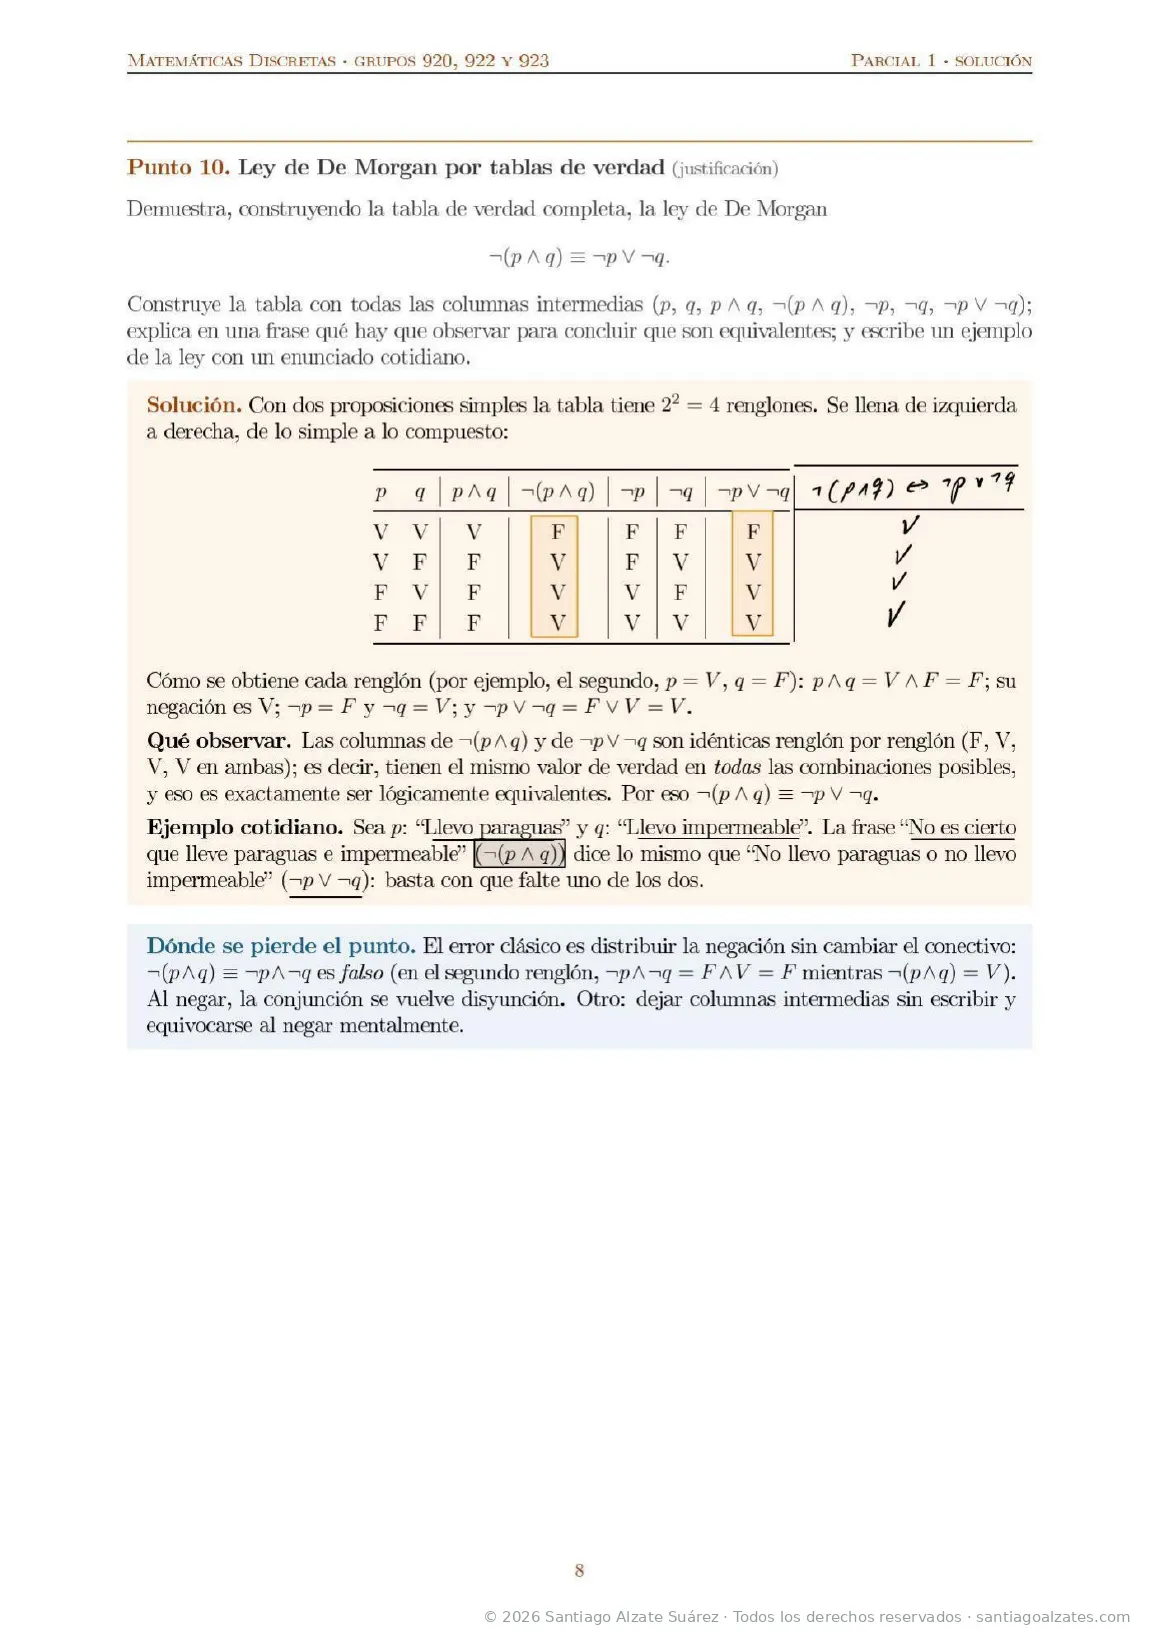 Matemáticas Discretas · grupos 920, 922 y 923
Parcial 1 · solución
Punto 10. Ley de De Morgan por tablas de verdad (justificación)
Demuestra, construyendo la tabla de verdad completa, la ley de De Morgan
¬(p ∧ q) ≡ ¬p ∨ ¬q.
Construye la tabla con todas las columnas intermedias (p, q, p ∧ q, ¬(p ∧ q), ¬p, ¬q, ¬p ∨ ¬q);
explica en una frase qué hay que observar para concluir que son equivalentes; y escribe un ejemplo
de la ley con un enunciado cotidiano.
Solución. Con dos proposiciones simples la tabla tiene 2² = 4 renglones. Se llena de izquierda
a derecha, de lo simple a lo compuesto:
p q p ∧ q ¬(p ∧ q) ¬p ¬q ¬p ∨ ¬q ¬(p∧q) ↔ ¬p ∨ ¬q
V V V F F F F V
V F F V F V V V
F V F V V F V V
F F F V V V V V
Cómo se obtiene cada renglón (por ejemplo, el segundo, p = V, q = F): p ∧ q = V ∧ F = F; su
negación es V; ¬p = F y ¬q = V; y ¬p ∨ ¬q = F ∨ V = V.
Qué observar. Las columnas de ¬(p∧q) y de ¬p∨¬q son idénticas renglón por renglón (F, V,
V, V en ambas); es decir, tienen el mismo valor de verdad en todas las combinaciones posibles,
y eso es exactamente ser lógicamente equivalentes. Por eso ¬(p ∧ q) ≡ ¬p ∨ ¬q.
Ejemplo cotidiano. Sea p: “Llevo paraguas” y q: “Llevo impermeable”. La frase “No es cierto
que lleve paraguas e impermeable” (¬(p ∧ q)) dice lo mismo que “No llevo paraguas o no llevo
impermeable” (¬p ∨ ¬q): basta con que falte uno de los dos.
Dónde se pierde el punto. El error clásico es distribuir la negación sin cambiar el conectivo:
¬(p∧q) ≡ ¬p∧¬q es falso (en el segundo renglón, ¬p∧¬q = F∧V = F mientras ¬(p∧q) = V).
Al negar, la conjunción se vuelve disyunción. Otro: dejar columnas intermedias sin escribir y
equivocarse al negar mentalmente.
8
© 2026 Santiago Alzate Suárez · Todos los derechos reservados · santiagoalzates.com